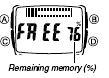 A B
FREE 76%
C D
Remaining memory (%)